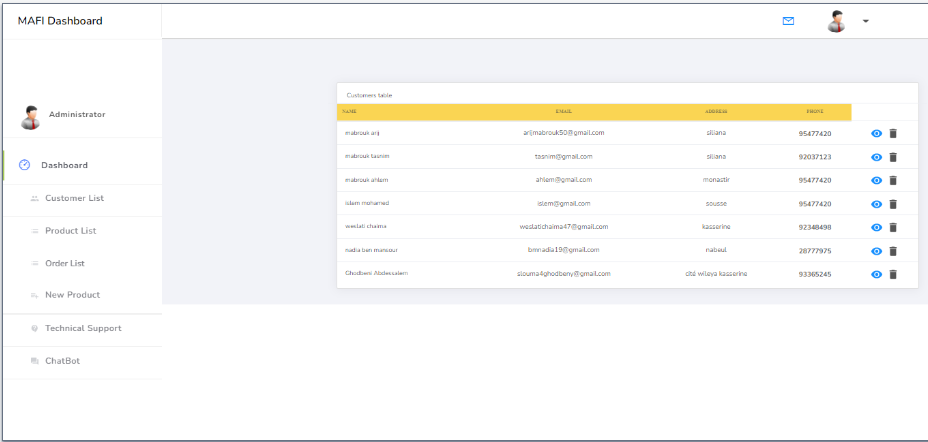 MAFI Dashboard
Administrator
Dashboard
Customer List
Product List
Order List
New Product
Technical Support
ChatBot
Customers table
NAME EMAIL ADDRESS PHONE
mabrouk arij arijmabrouk50@gmail.com siliana 95477420
mabrouk tasnim tasnim@gmail.com siliana 92037123
mabrouk ahlem ahlem@gmail.com monastir 95477420
islem mohamed islem@gmail.com sousse 95477420
weslati chaima weslatichaima47@gmail.com kasserine 92348498
nadia ben mansour bmnadia19@gmail.com nabeul 28777975
Ghodbeni Abdessalem slouma4ghodbeny@gmail.com cité wileya kasserine 93365245